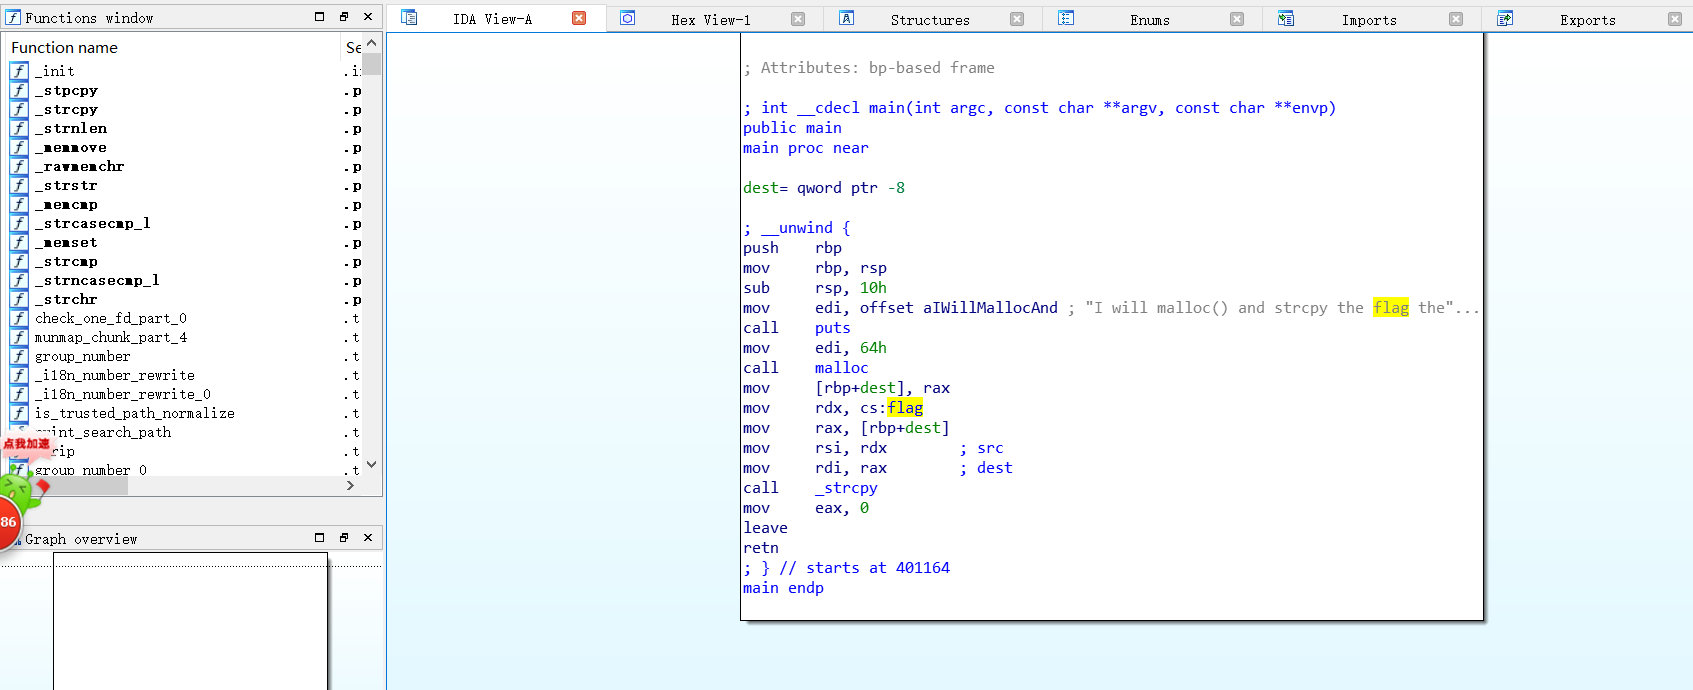 Functions window
Function name Se
_init .i
_stpcpy .p
_strcpy .p
_strnlen .p
_memmove .p
_rawmemchr .p
_strstr .p
_memcmp .p
_strcasecmp_l .p
_memset .p
_strcmp .p
_strncasecmp_l .p
_strchr .p
check_one_fd_part_0 .t
munmap_chunk_part_4 .t
group_number .t
_i18n_number_rewrite .t
_i18n_number_rewrite_0 .t
is_trusted_path_normalize .t
print_search_path .t
点我加速
rip .t
group_number_0 .t
86
Graph overview
IDA View-A Hex View-1 Structures Enums Imports Exports
; Attributes: bp-based frame
; int __cdecl main(int argc, const char **argv, const char **envp)
public main
main proc near
dest= qword ptr -8
; __unwind {
push rbp
mov rbp, rsp
sub rsp, 10h
mov edi, offset aIWillMallocAnd ; "I will malloc() and strcpy the flag the"...
call puts
mov edi, 64h
call malloc
mov [rbp+dest], rax
mov rdx, cs:flag
mov rax, [rbp+dest]
mov rsi, rdx ; src
mov rdi, rax ; dest
call _strcpy
mov eax, 0
leave
retn
; } // starts at 401164
main endp